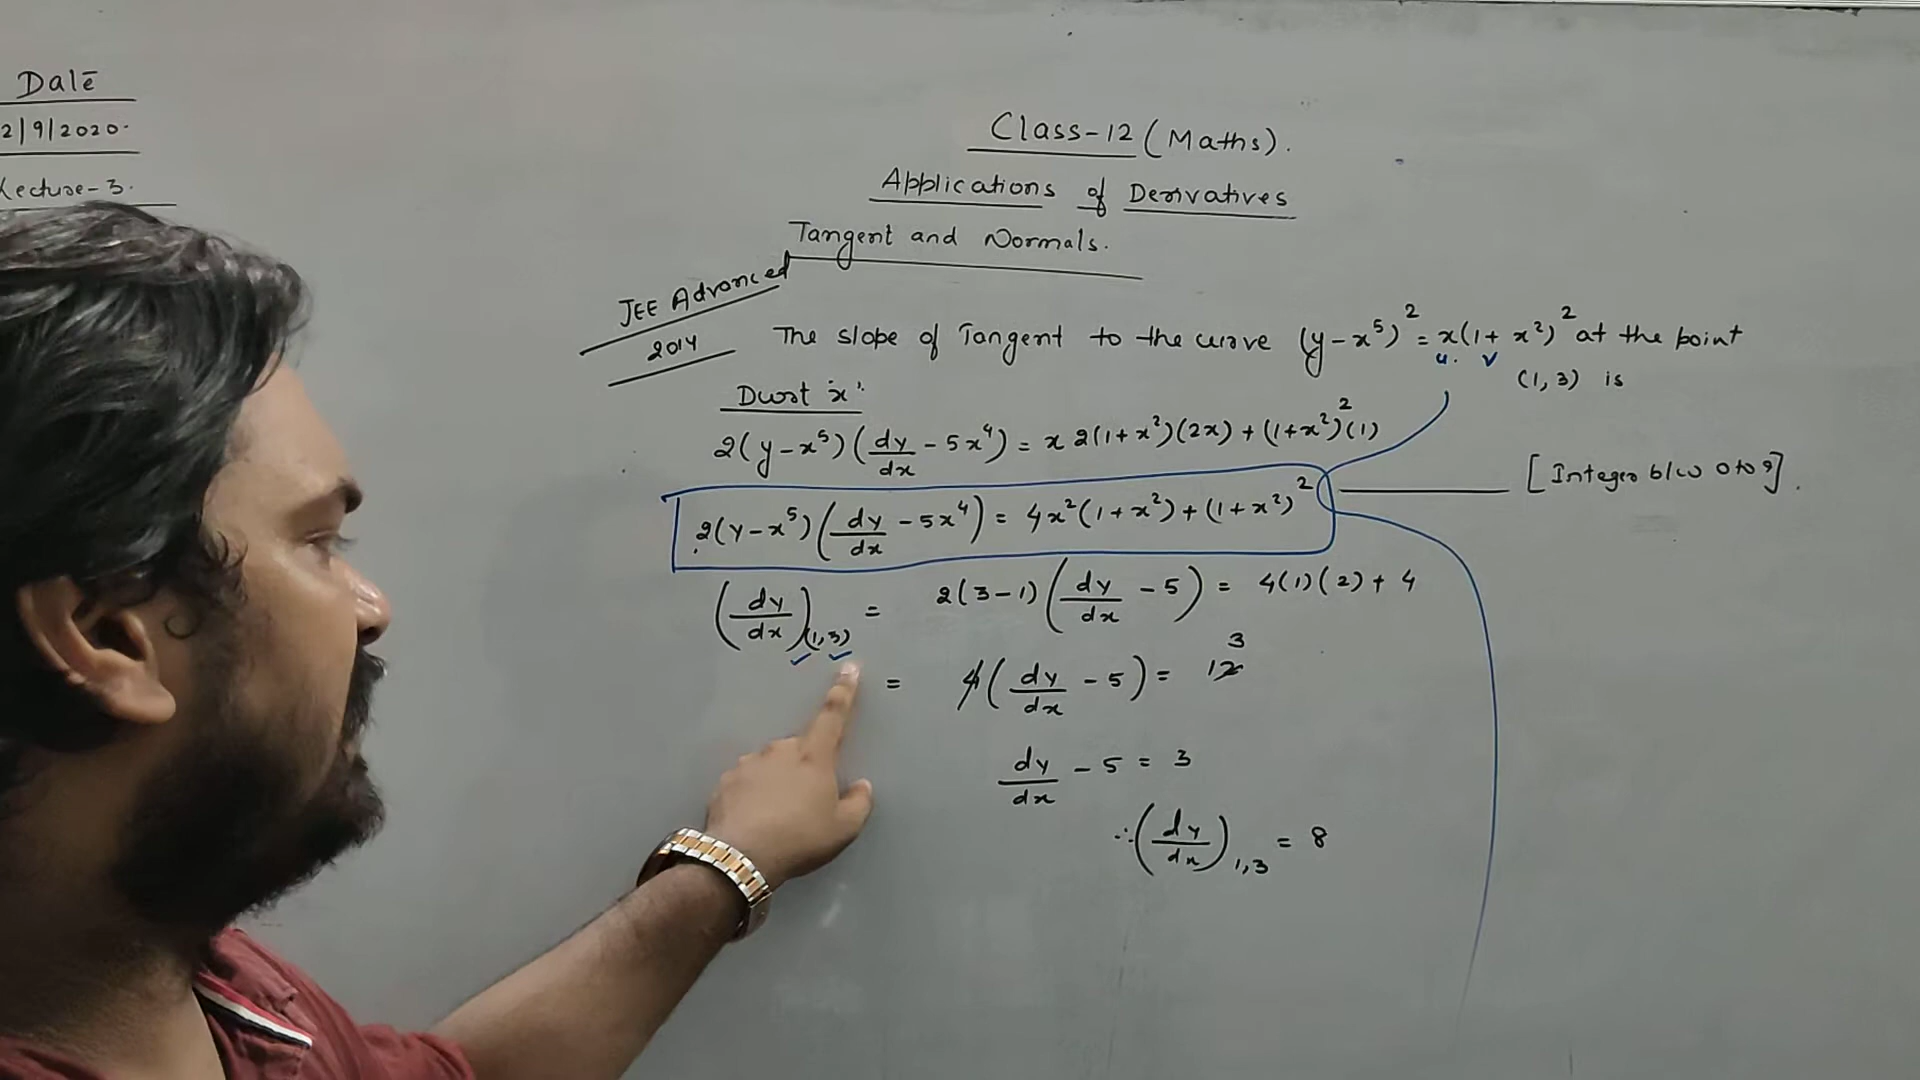 Date
2/9/2020.
Lecture-3.
Class-12 (Maths).
Applications of Derivatives
Tangent and Normals.
JEE Advanced
2014
The slope of Tangent to the curve (y-x⁵)² = x(1+x²)² at the point
u. v
(1,3) is
Dwrt 'x'
2(y-x⁵)(dy/dx - 5x⁴) = x 2(1+x²)(2x) + (1+x²)²(1)
[Integer b/w 0 to 9].
2(y-x⁵)(dy/dx - 5x⁴) = 4x²(1+x²) + (1+x²)²
(dy/dx)(1,3) = 2(3-1)(dy/dx - 5) = 4(1)(2) + 4
= 4(dy/dx - 5) = 12 3
dy/dx - 5 = 3
∴ (dy/dx)1,3 = 8